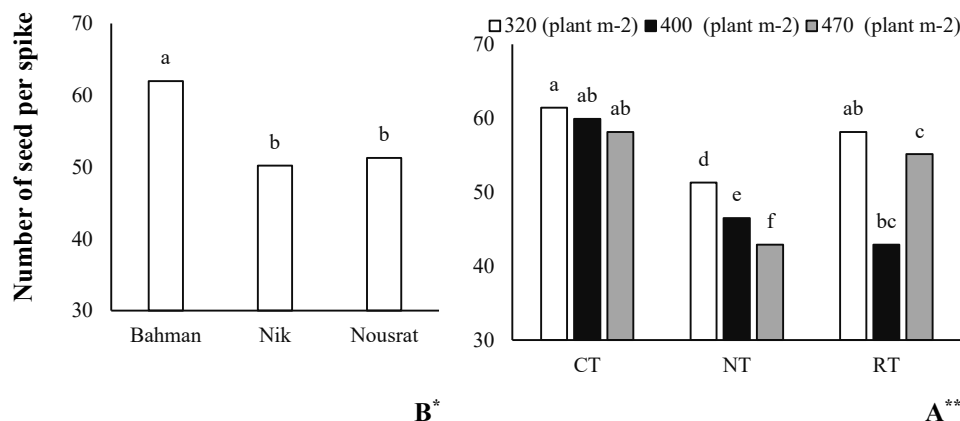 Number of seed per spike
70
60
50
40
30
a
b
b
Bahman Nik Nousrat
B*
320 (plant m-2) 400 (plant m-2) 470 (plant m-2)
70
60
50
40
30
a ab ab
d e f
ab bc c
CT NT RT
A**